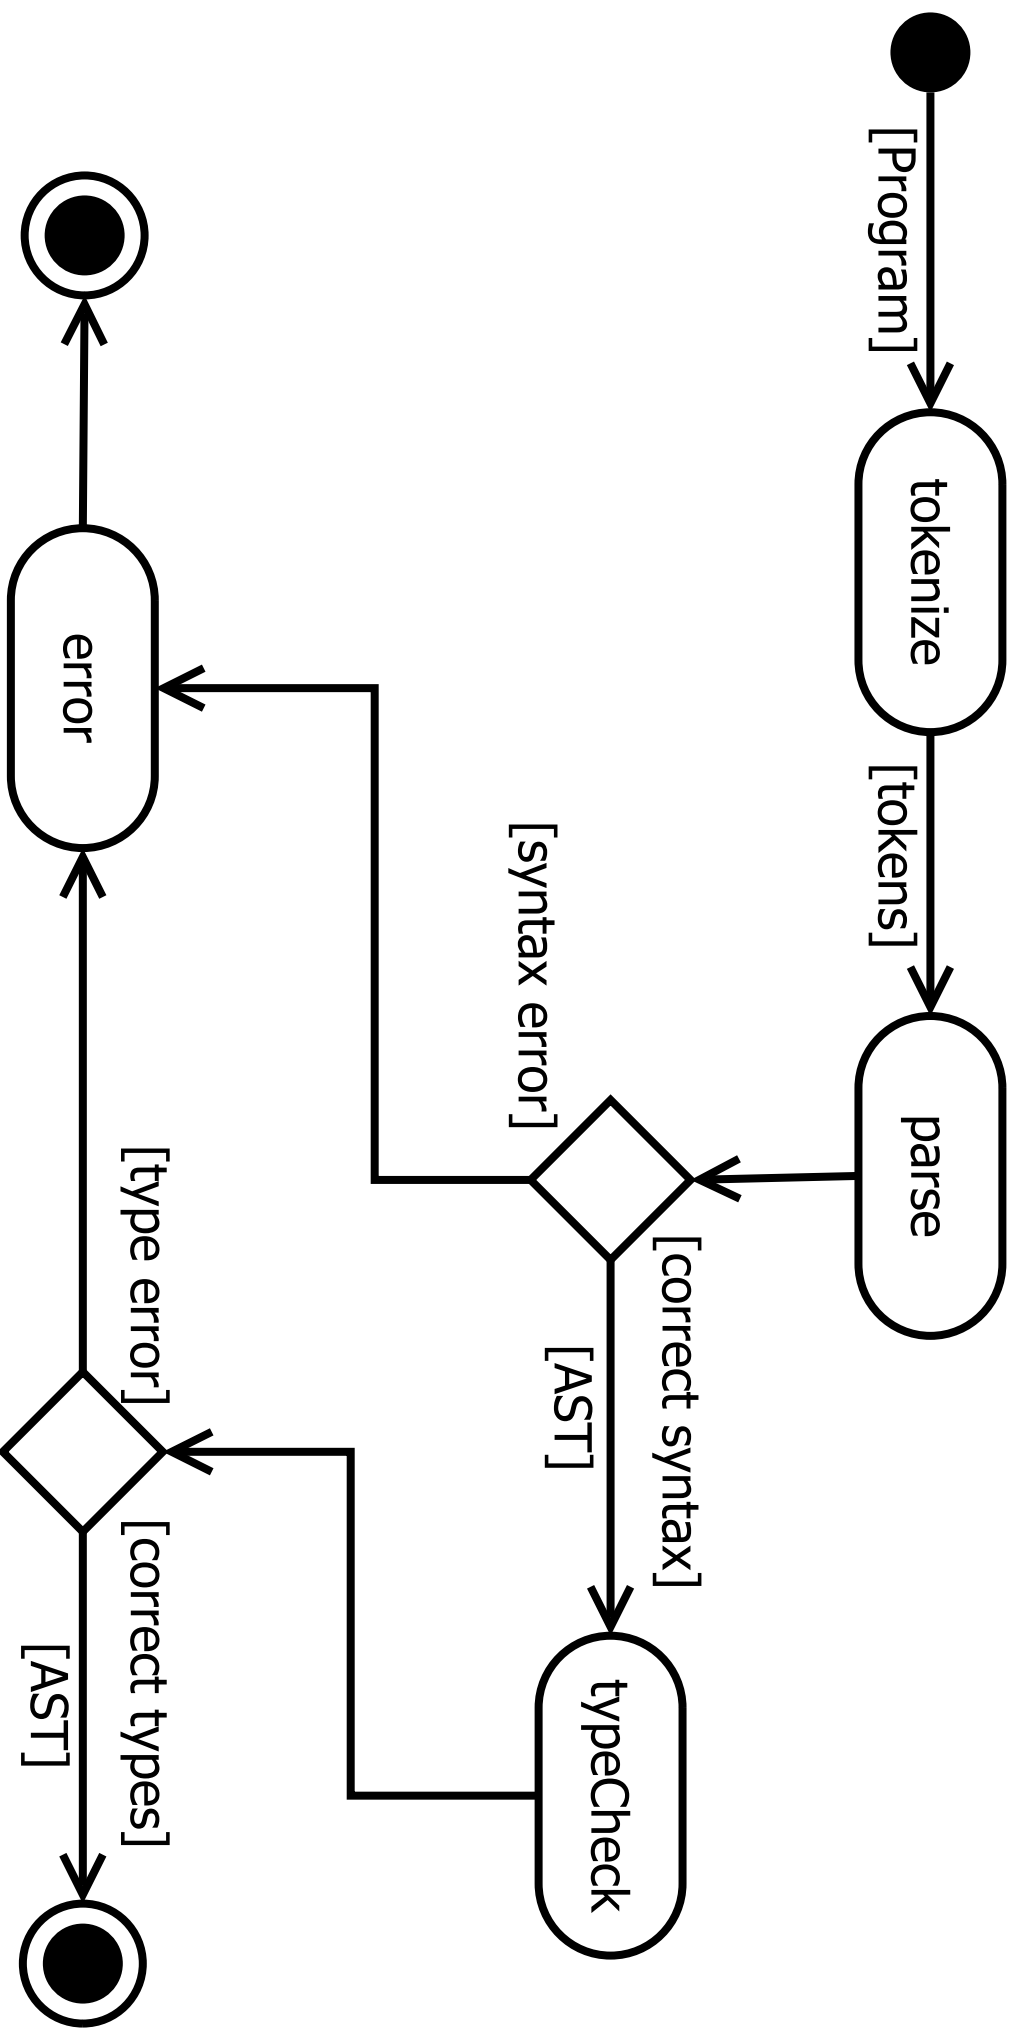 [Program]
tokenize
[tokens]
parse
[correct syntax]
[syntax error]
[AST]
typeCheck
error
[type error]
[correct types]
[AST]